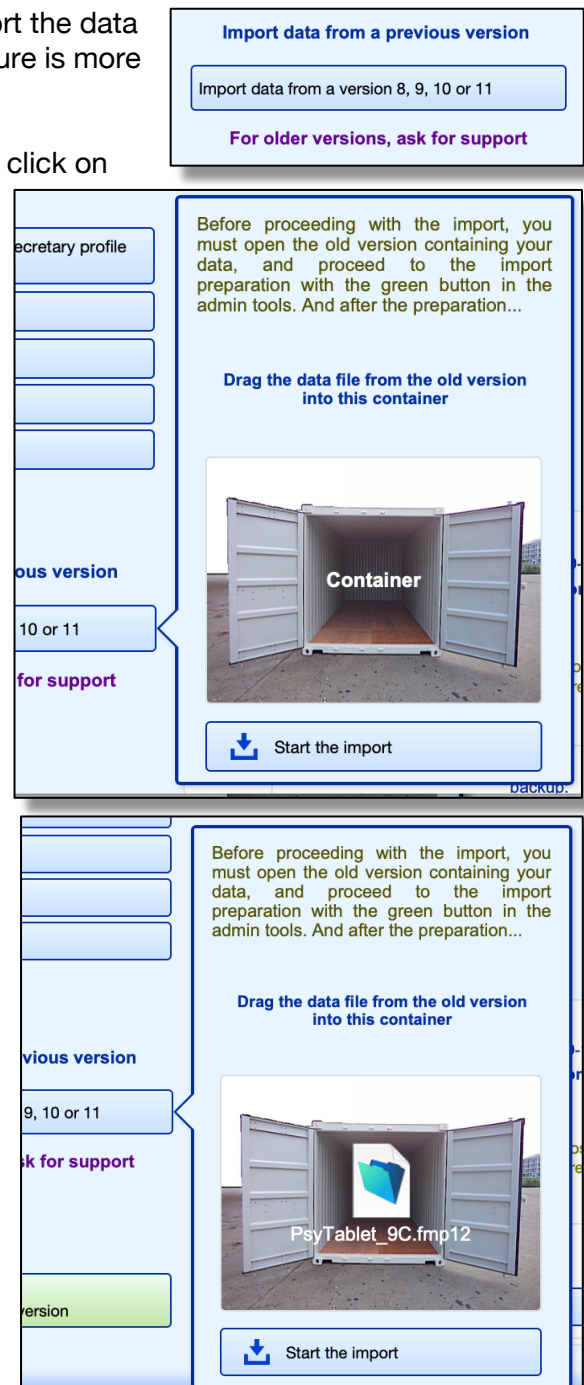 ort the data
ure is more
click on
Import data from a previous version
Import data from a version 8, 9, 10 or 11
For older versions, ask for support
ecretary profile
ous version
10 or 11
for support
Before proceeding with the import, you
must open the old version containing your
data, and proceed to the import
preparation with the green button in the
admin tools. And after the preparation...
Drag the data file from the old version
into this container
Container
Start the import
backup.
vious version
9, 10 or 11
sk for support
version
Before proceeding with the import, you
must open the old version containing your
data, and proceed to the import
preparation with the green button in the
admin tools. And after the preparation...
Drag the data file from the old version
into this container
PsyTablet_9C.fmp12
Start the import